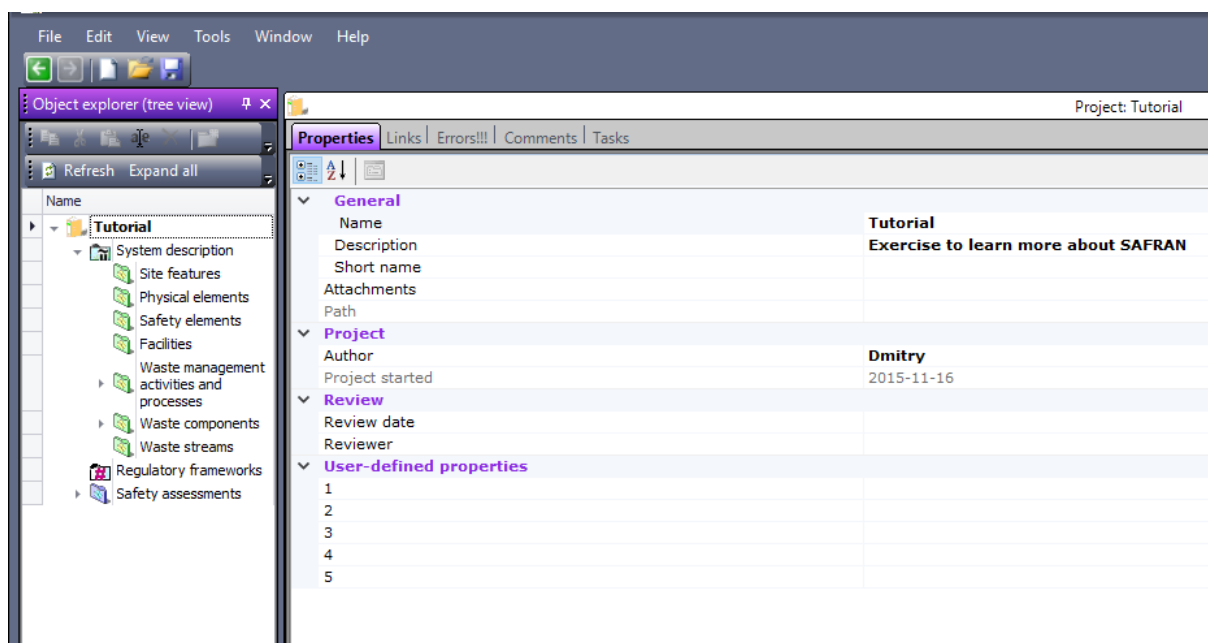 File Edit View Tools Window Help
Object explorer (tree view)
Project: Tutorial
Properties Links Errors!!! Comments Tasks
Refresh Expand all
Name
Tutorial
System description
Site features
Physical elements
Safety elements
Facilities
Waste management
activities and
processes
Waste components
Waste streams
Regulatory frameworks
Safety assessments
General
Name Tutorial
Description Exercise to learn more about SAFRAN
Short name
Attachments
Path
Project
Author Dmitry
Project started 2015-11-16
Review
Review date
Reviewer
User-defined properties
1
2
3
4
5